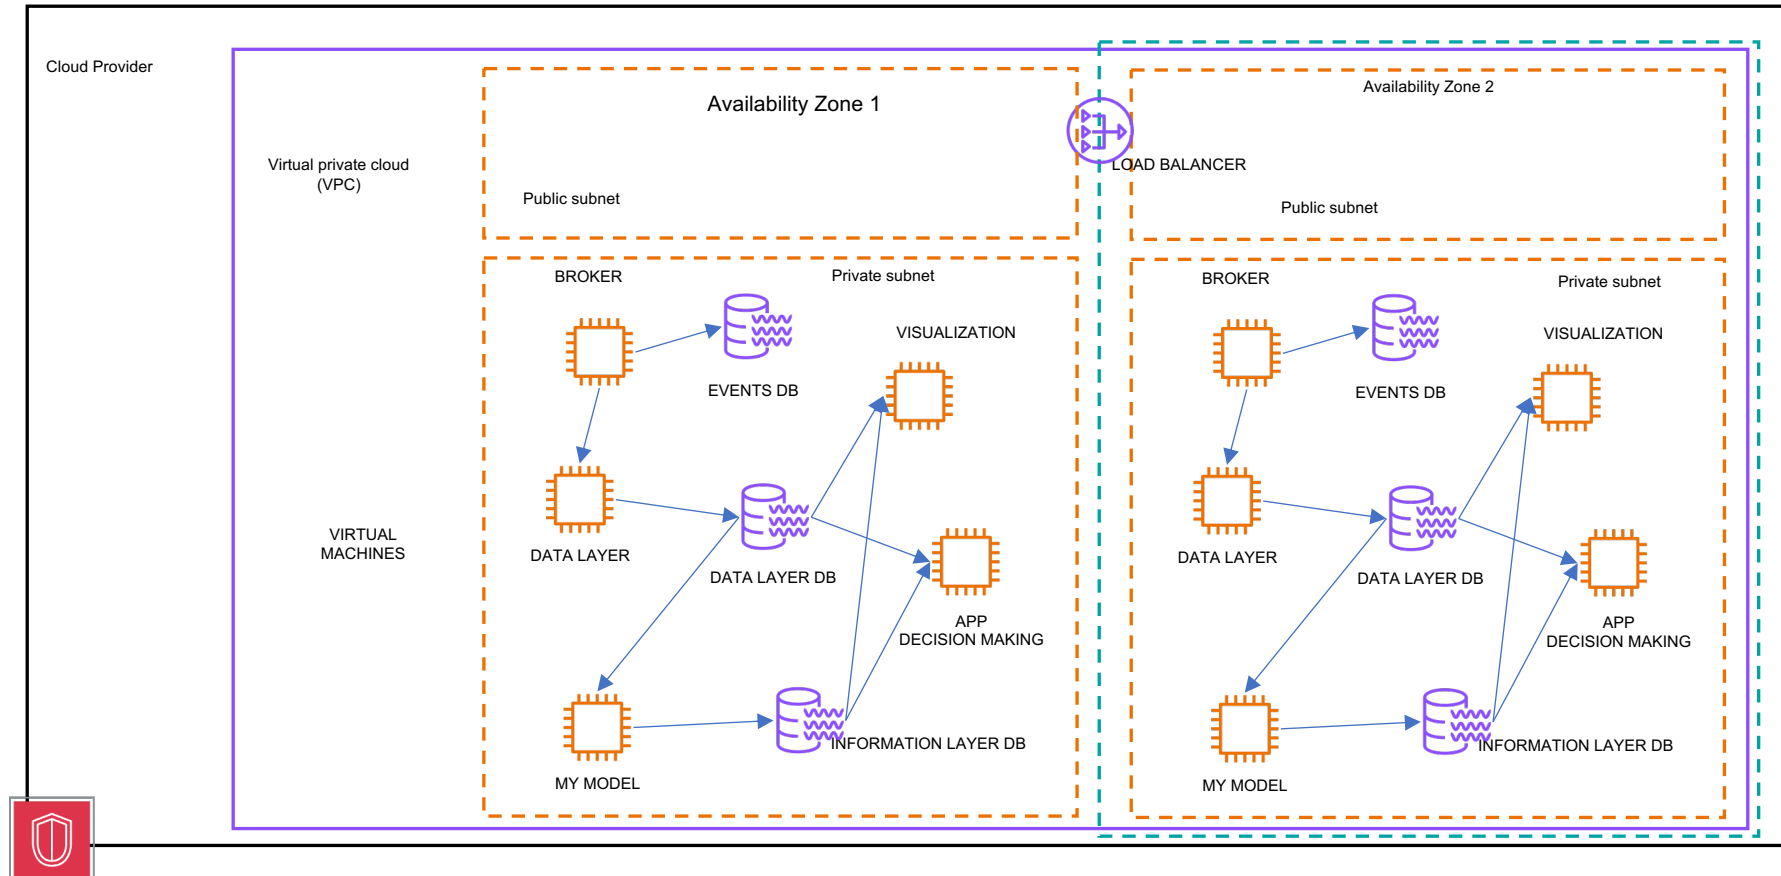 Cloud Provider
Virtual private cloud
(VPC)
VIRTUAL
MACHINES
Availability Zone 1
Public subnet
LOAD BALANCER
Availability Zone 2
Public subnet
BROKER
Private subnet
EVENTS DB
VISUALIZATION
DATA LAYER
DATA LAYER DB
APP
DECISION MAKING
MY MODEL
INFORMATION LAYER DB
BROKER
Private subnet
EVENTS DB
VISUALIZATION
DATA LAYER
DATA LAYER DB
APP
DECISION MAKING
MY MODEL
INFORMATION LAYER DB